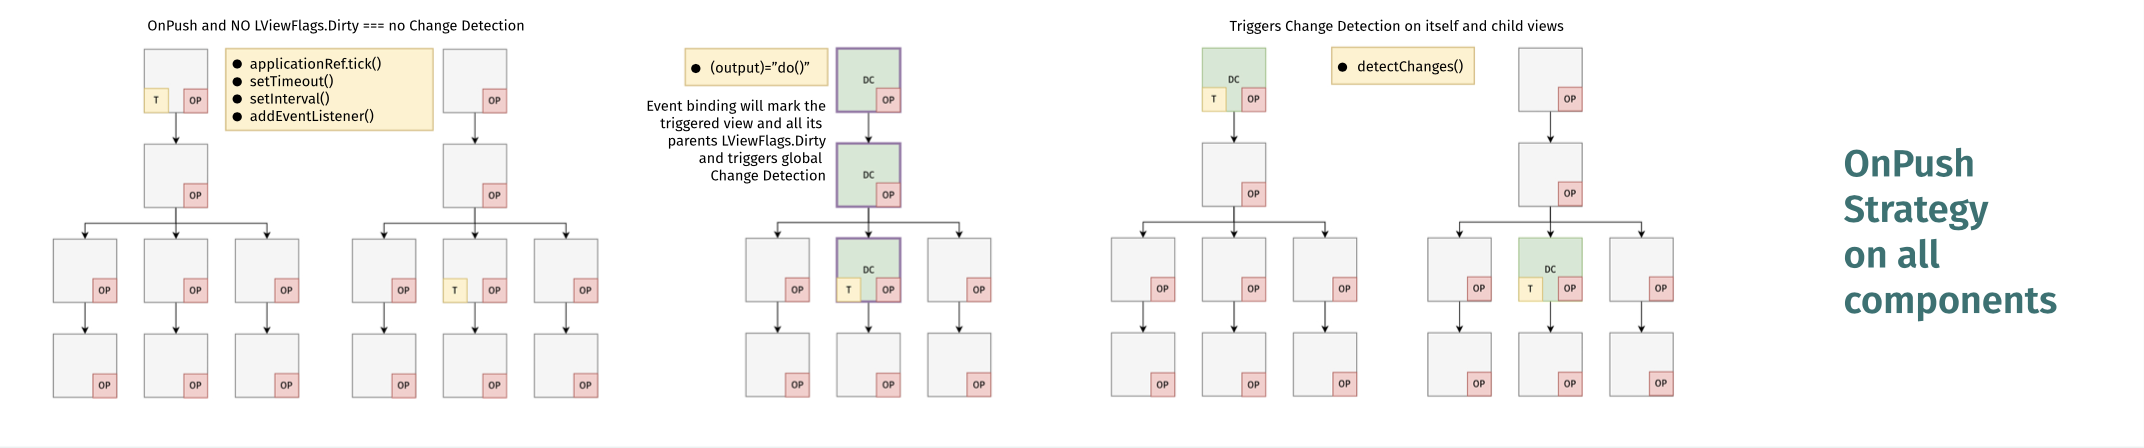 OnPush and NO LViewFlags.Dirty === no Change Detection
● applicationRef.tick()
● setTimeout()
● setInterval()
● addEventListener()
T OP
OP
OP
OP
OP OP OP
OP T OP OP
OP OP OP
OP OP OP
● (output)=”do()”
Event binding will mark the
triggered view and all its
parents LViewFlags.Dirty
and triggers global
Change Detection
DC
OP
DC
OP
DC
OP T OP OP
OP OP OP
Triggers Change Detection on itself and child views
● detectChanges()
DC
T OP
OP
OP
OP
DC
OP OP OP
OP T OP OP
OP OP OP
OP OP OP
OnPush
Strategy
on all
components